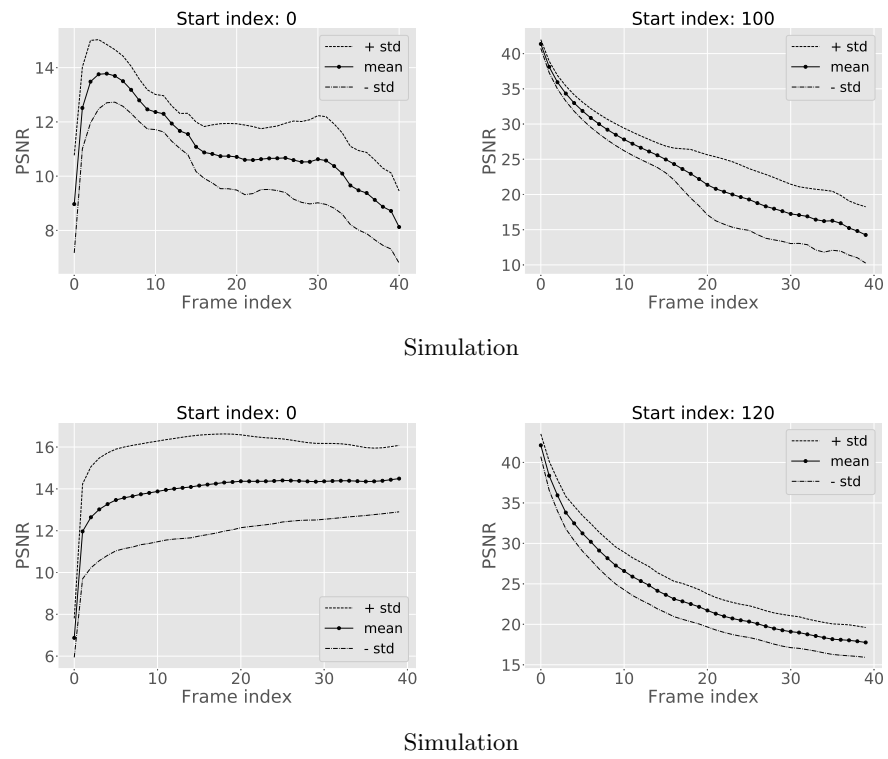 Start index: 0
+ std
mean
- std
14
12
10
8
PSNR
0 10 20 30 40
Frame index
Start index: 100
+ std
mean
- std
40
35
30
25
20
15
10
PSNR
0 10 20 30 40
Frame index
Simulation
Start index: 0
16
14
12
10
8
6
PSNR
+ std
mean
- std
0 10 20 30 40
Frame index
Start index: 120
+ std
mean
- std
40
35
30
25
20
15
PSNR
0 10 20 30 40
Frame index
Simulation